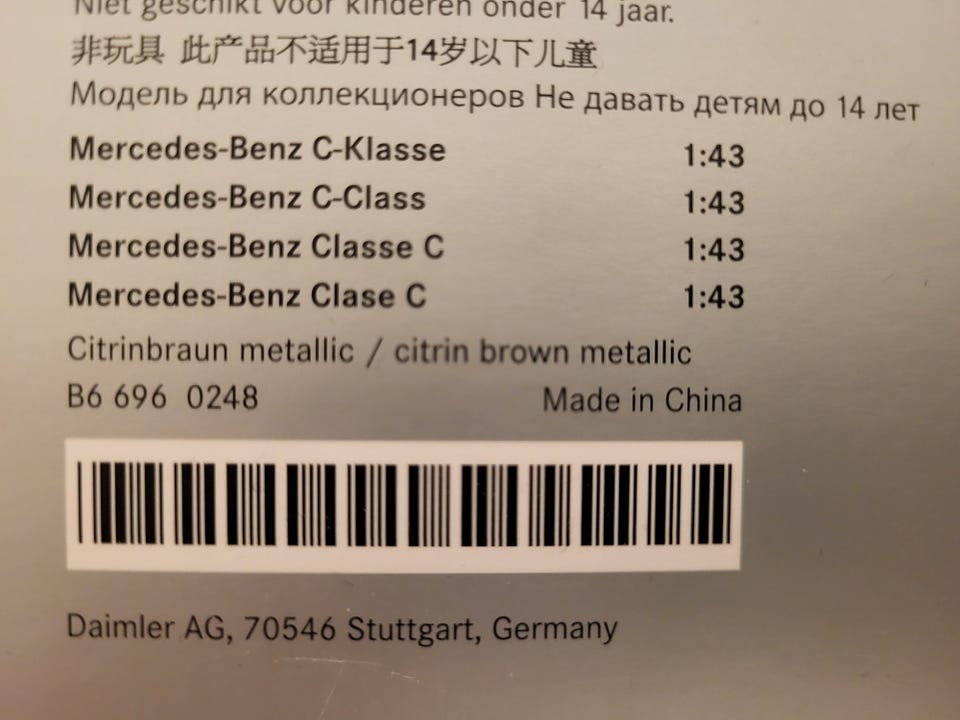 Niet geschikt voor kinderen onder 14 jaar.
非玩具 此产品不适用于14岁以下儿童
Модель для коллекционеров Не давать детям до 14 лет
Mercedes-Benz C-Klasse 1:43
Mercedes-Benz C-Class 1:43
Mercedes-Benz Classe C 1:43
Mercedes-Benz Clase C 1:43
Citrinbraun metallic / citrin brown metallic
B6 696 0248 Made in China
Daimler AG, 70546 Stuttgart, Germany